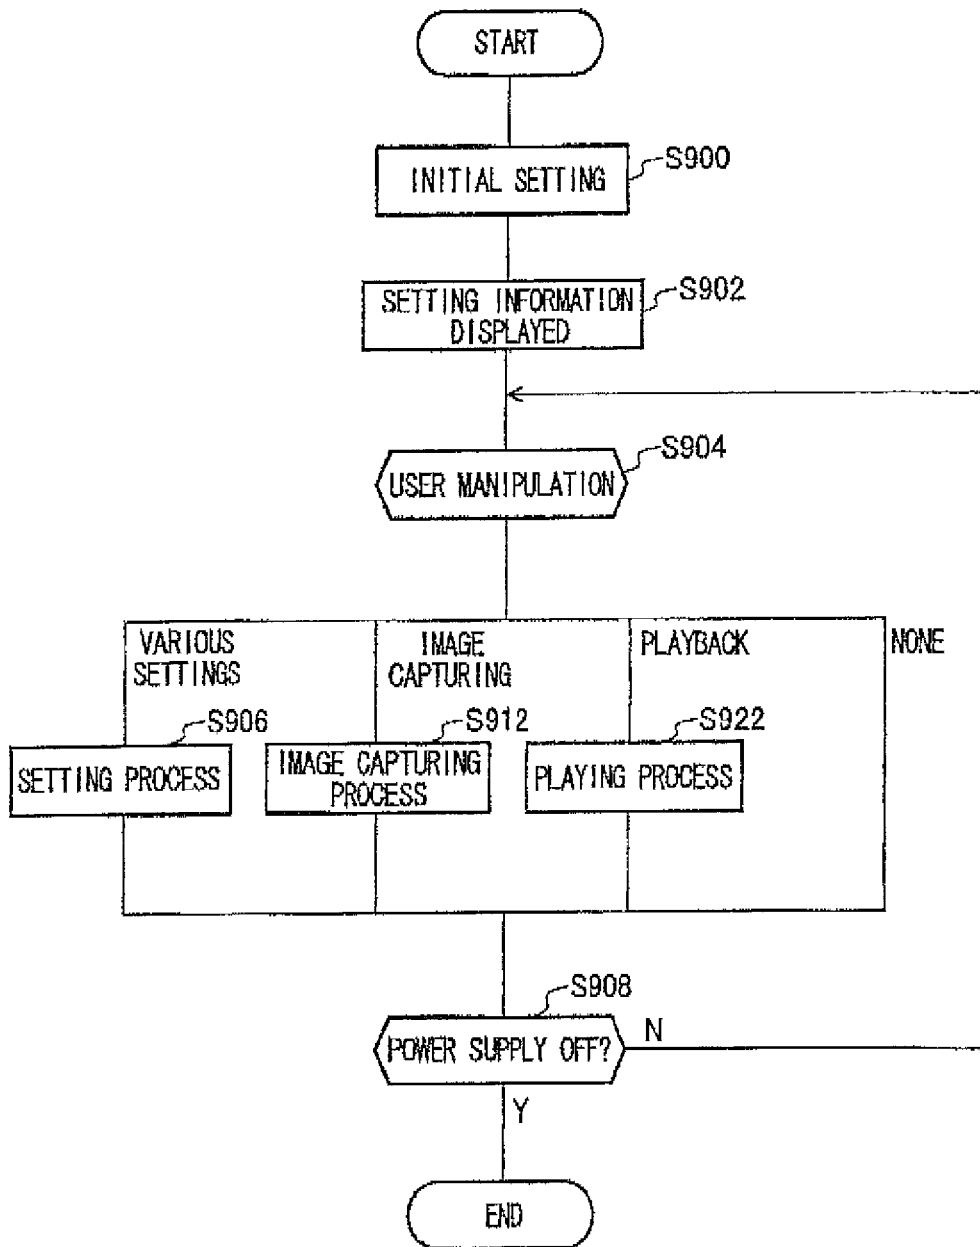 START
INITIAL SETTING
S900
SETTING INFORMATION
DISPLAYED
S902
USER MANIPULATION
S904
VARIOUS
SETTINGS
IMAGE
CAPTURING
PLAYBACK
NONE
S906
SETTING PROCESS
S912
IMAGE CAPTURING
PROCESS
S922
PLAYING PROCESS
S908
POWER SUPPLY OFF?
N
Y
END